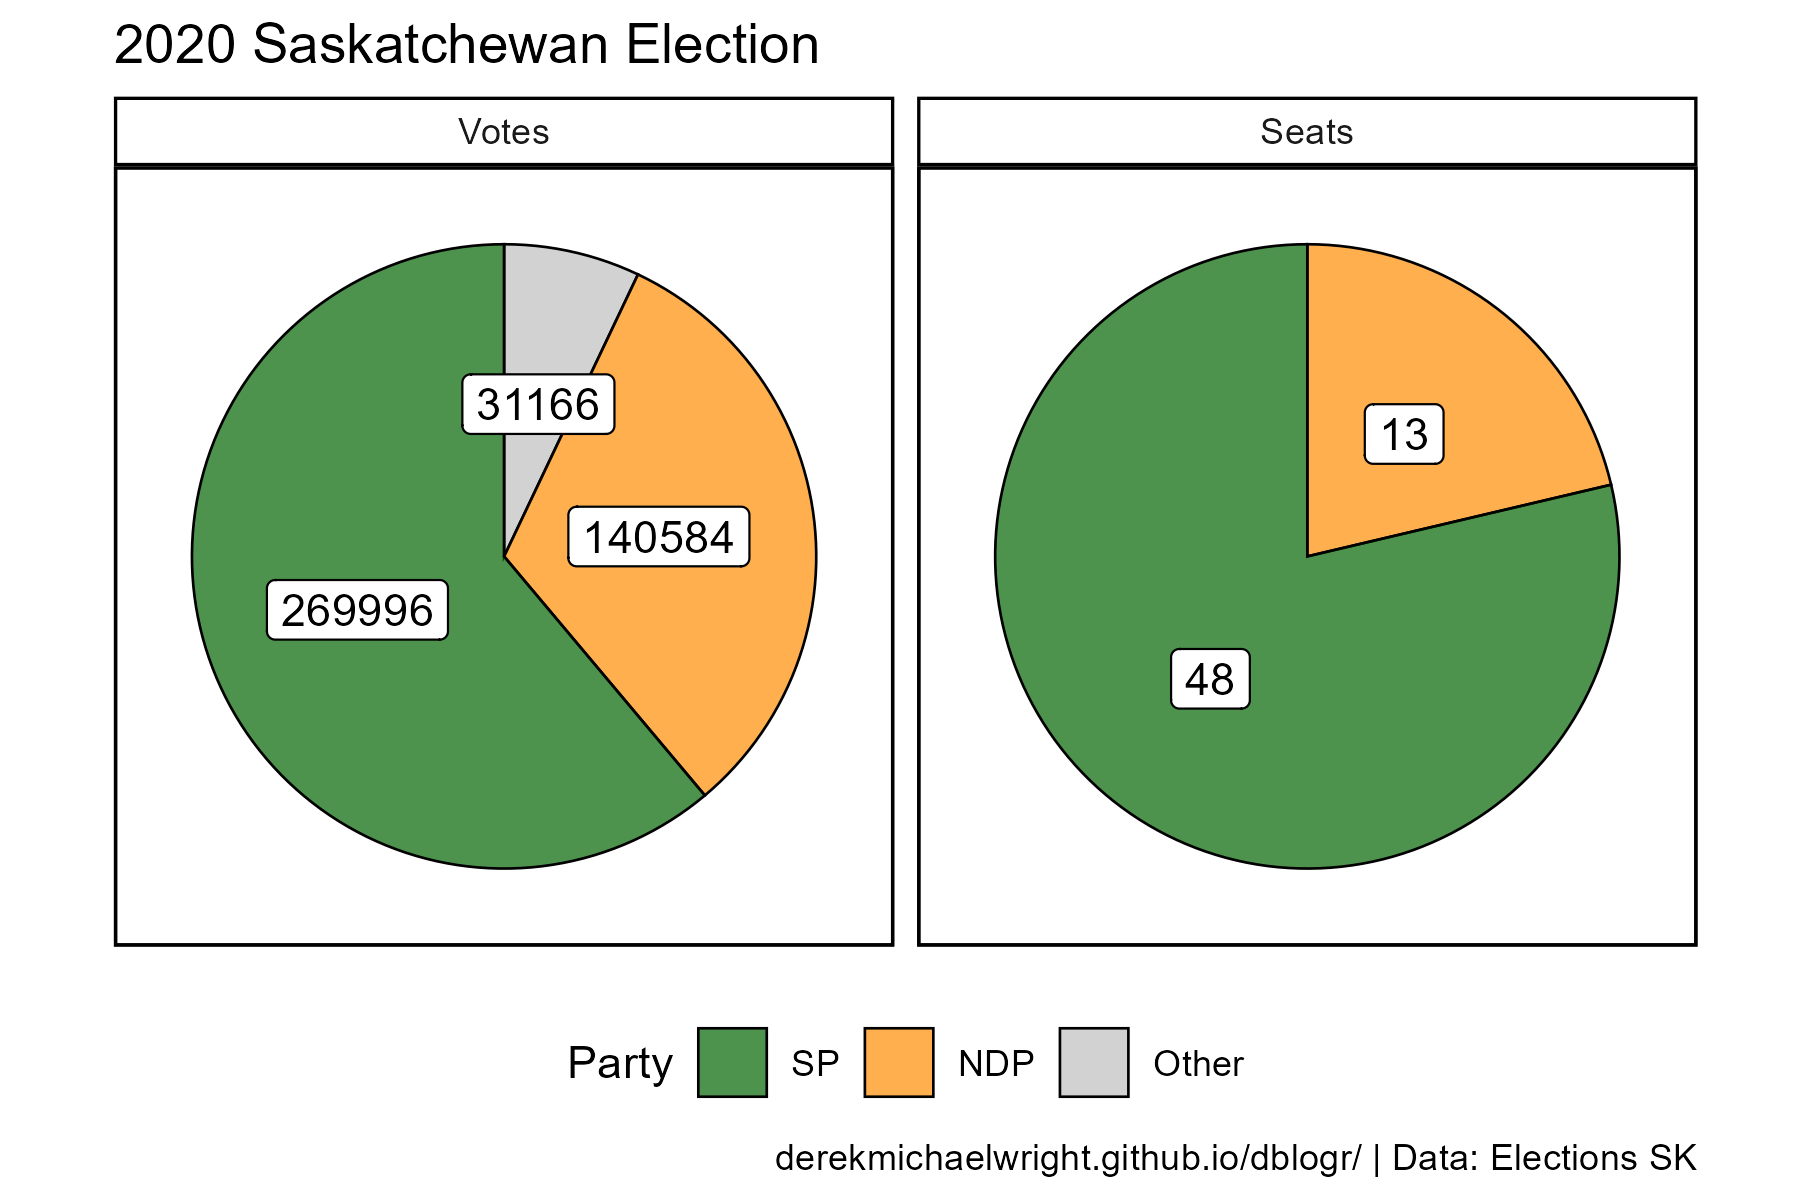 2020 Saskatchewan Election
Votes
Seats
31166
140584
269996
13
48
Party SP NDP Other
derekmichaelwright.github.io/dblogr/ | Data: Elections SK